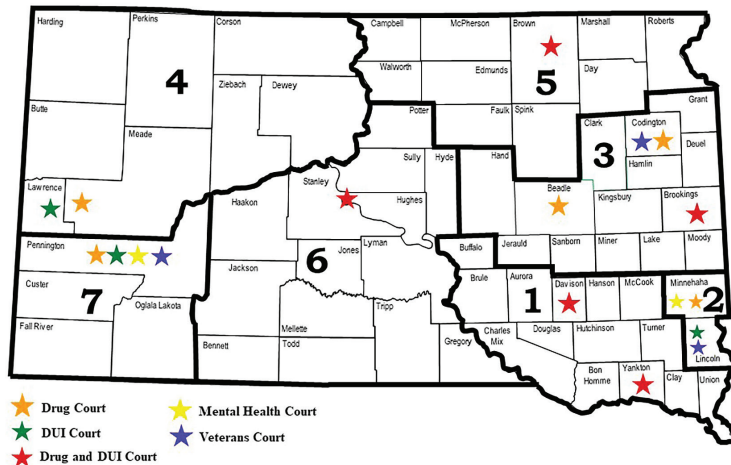 Harding Perkins Corson Campbell McPherson Brown Marshall Roberts
Walworth Edmunds Day
4 5
Ziebach Dewey
Butte Potter Faulk Spink Grant
Meade Clark Codington
3 Deuel
Sully Hyde Hand Hamlin
Lawrence Stanley Beadle Brookings
Haakon Hughes Kingsbury
Pennington Jones Lyman Buffalo Jerauld Sanborn Miner Lake Moody
6
Jackson Brule Aurora Davison Hanson McCook Minnehaha
Custer 1 2
7 Oglala Lakota Tripp
Fall River Mellette Gregory Charles Mix Douglas Hutchinson Turner
Bennett Todd Lincoln
Bon Homme Yankton Clay Union
Drug Court Mental Health Court
DUI Court Veterans Court
Drug and DUI Court